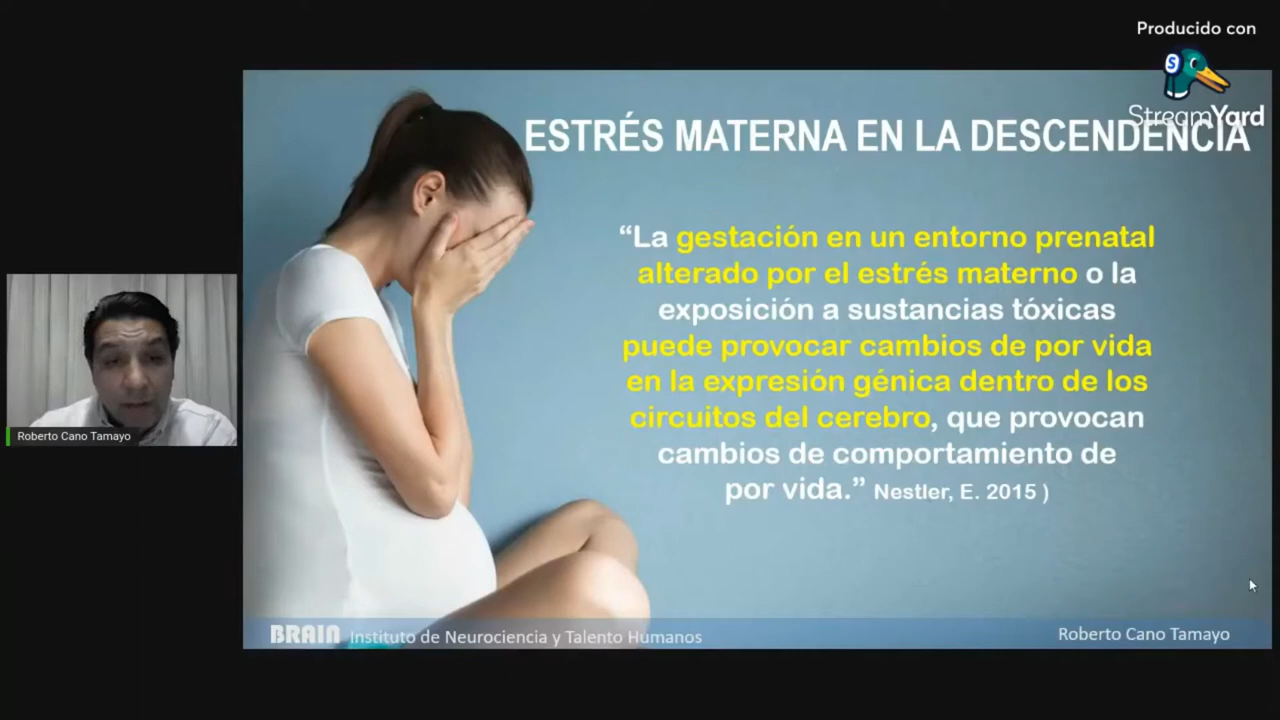 Producido con
StreamYard
ESTRÉS MATERNA EN LA DESCENDENCIA
“La gestación en un entorno prenatal
alterado por el estrés materno o la
exposición a sustancias tóxicas
puede provocar cambios de por vida
en la expresión génica dentro de los
circuitos del cerebro, que provocan
cambios de comportamiento de
por vida.” Nestler, E. 2015 )
Roberto Cano Tamayo
BRAIN Instituto de Neurociencia y Talento Humanos
Roberto Cano Tamayo